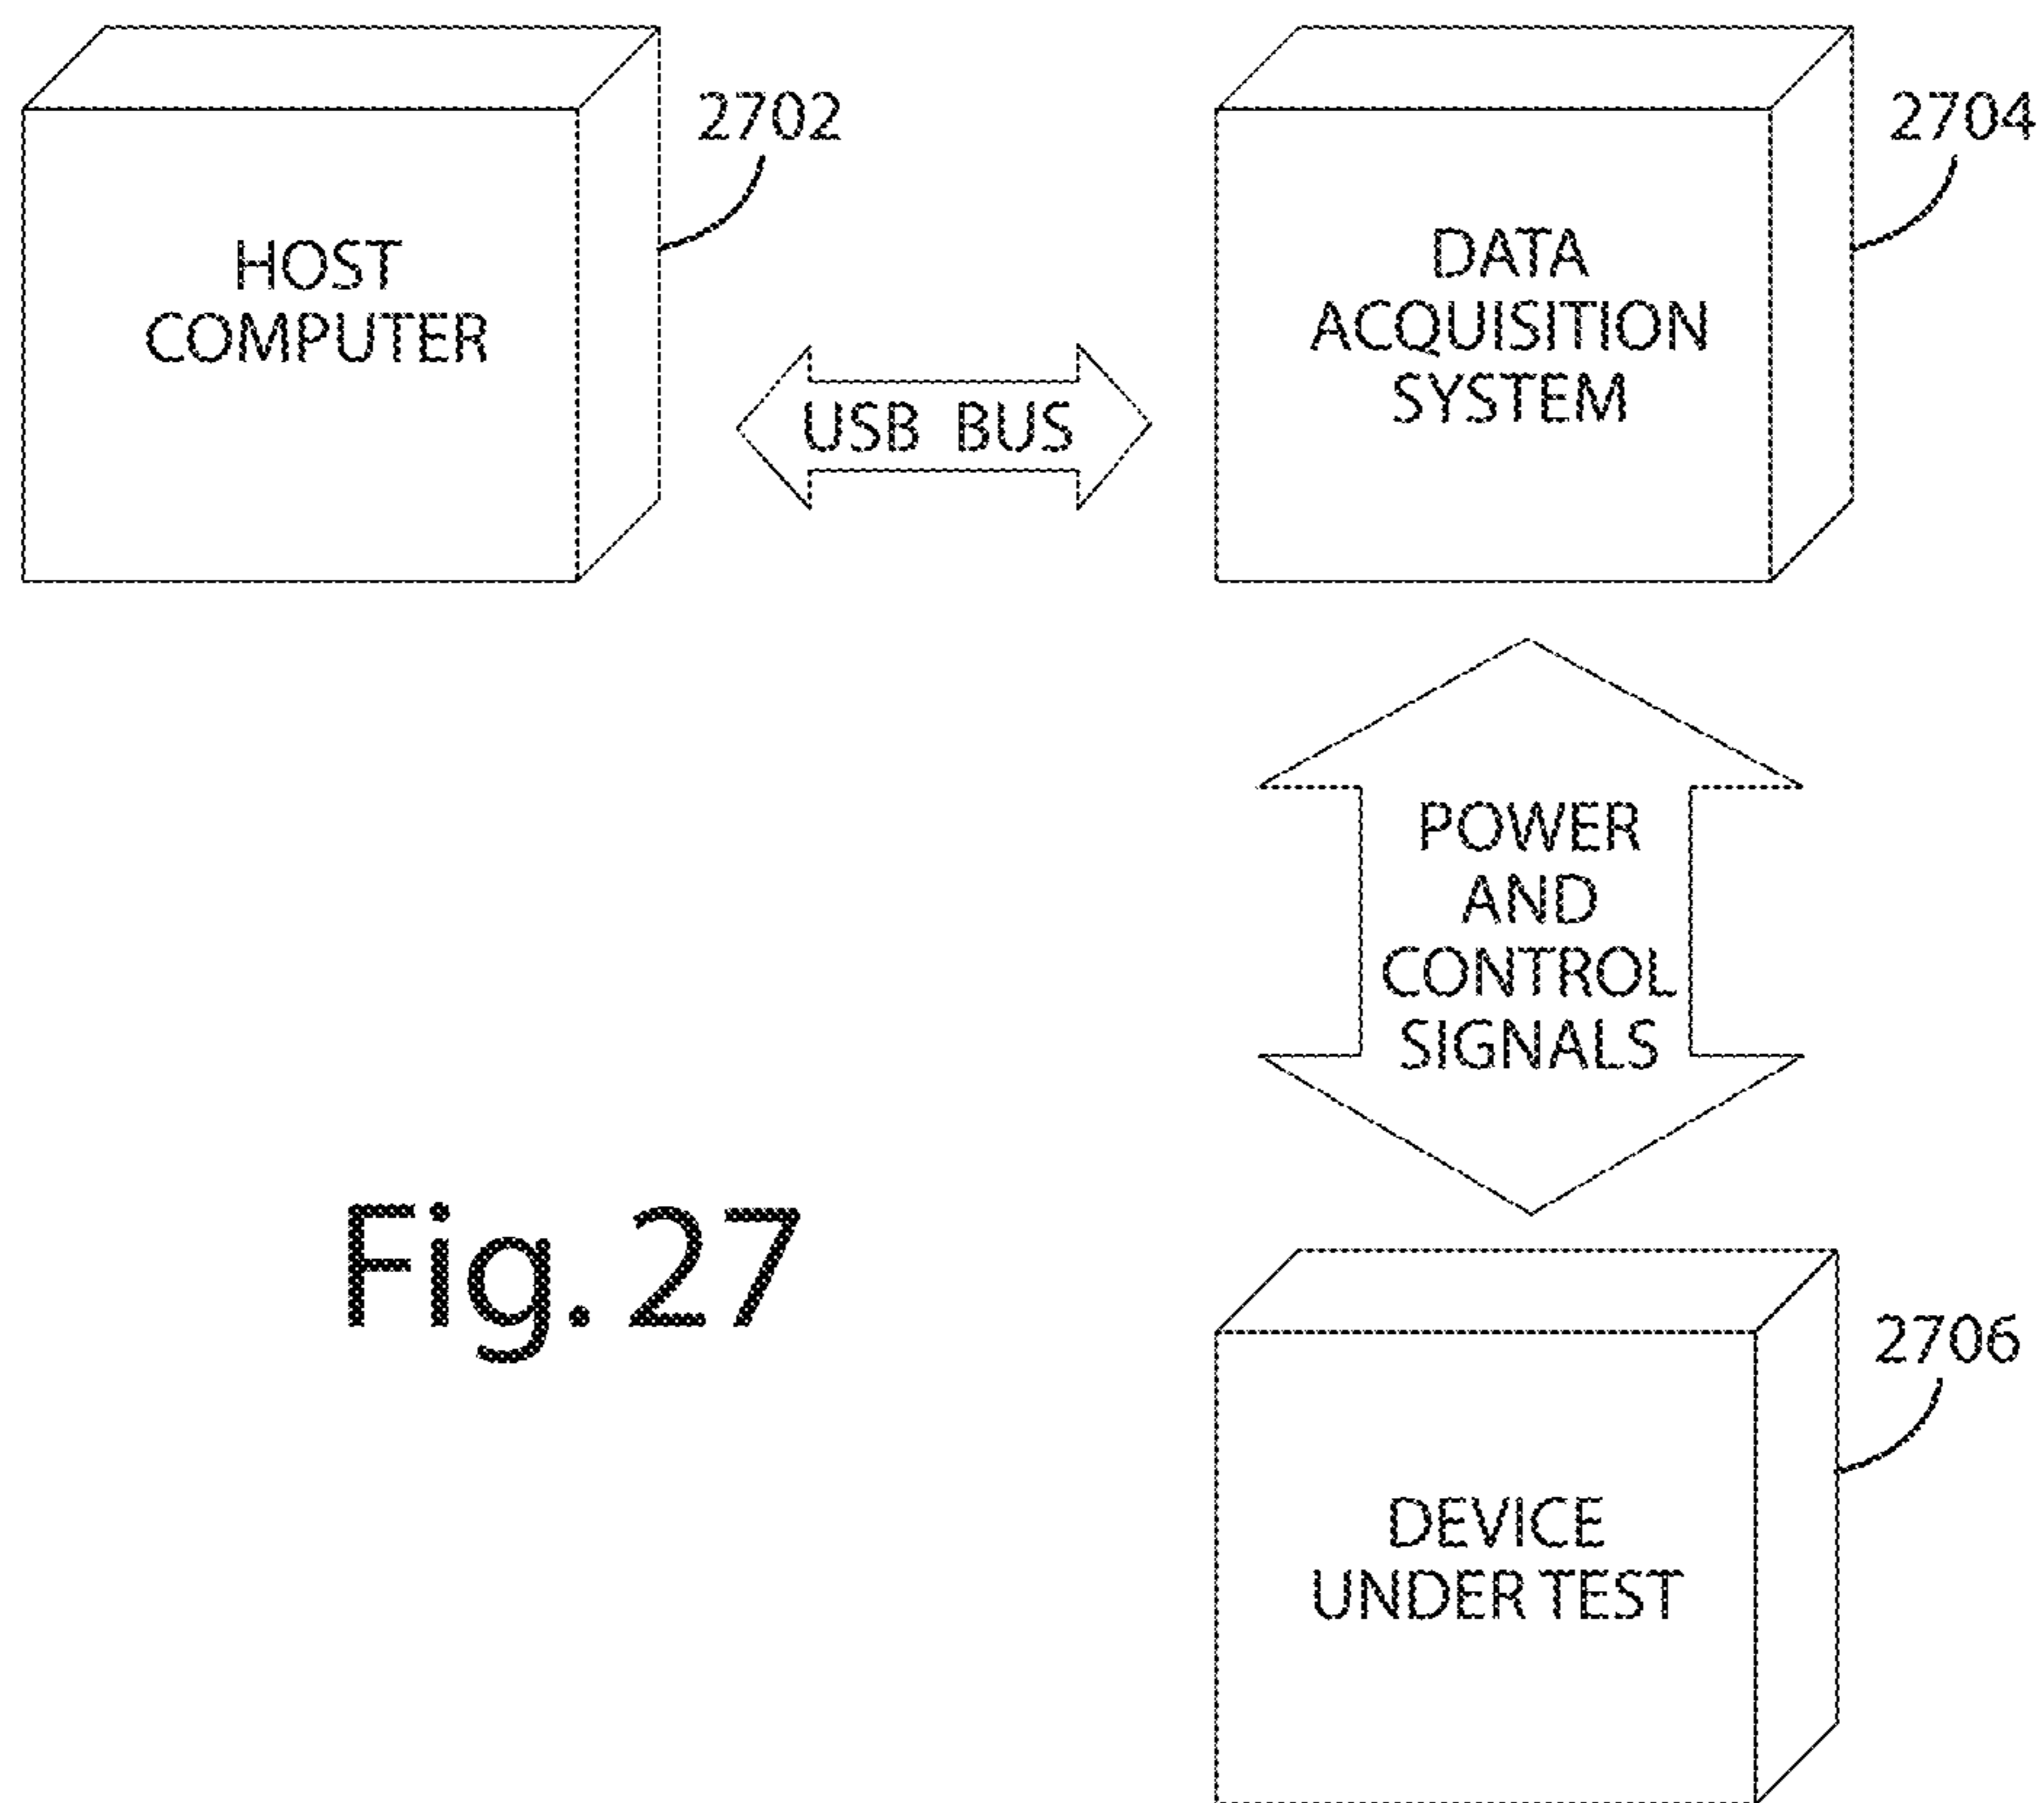 2702
HOST
COMPUTER
USB BUS
2704
DATA
ACQUISITION
SYSTEM
POWER
AND
CONTROL
SIGNALS
Fig. 27
2706
DEVICE
UNDER TEST